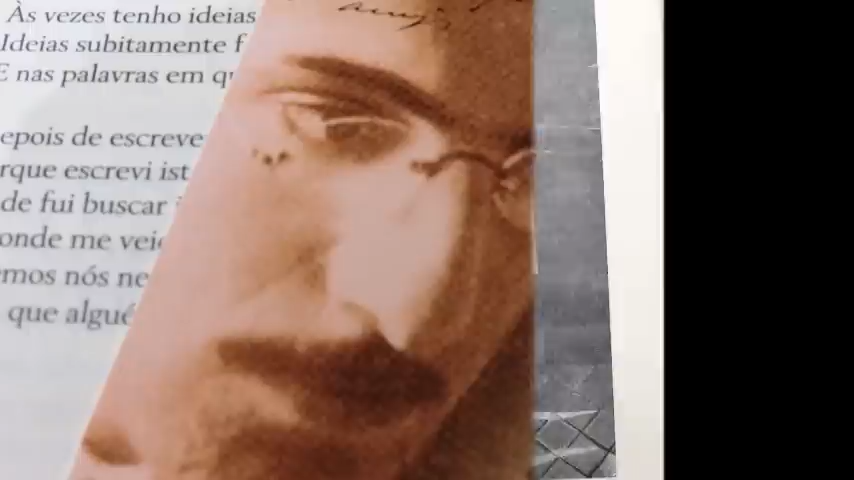 Às vezes tenho ideias
Ideias subitamente f
E nas palavras em qu
epois de escreve
rque escrevi ist
de fui buscar i
onde me veio
emos nós ne
que algué